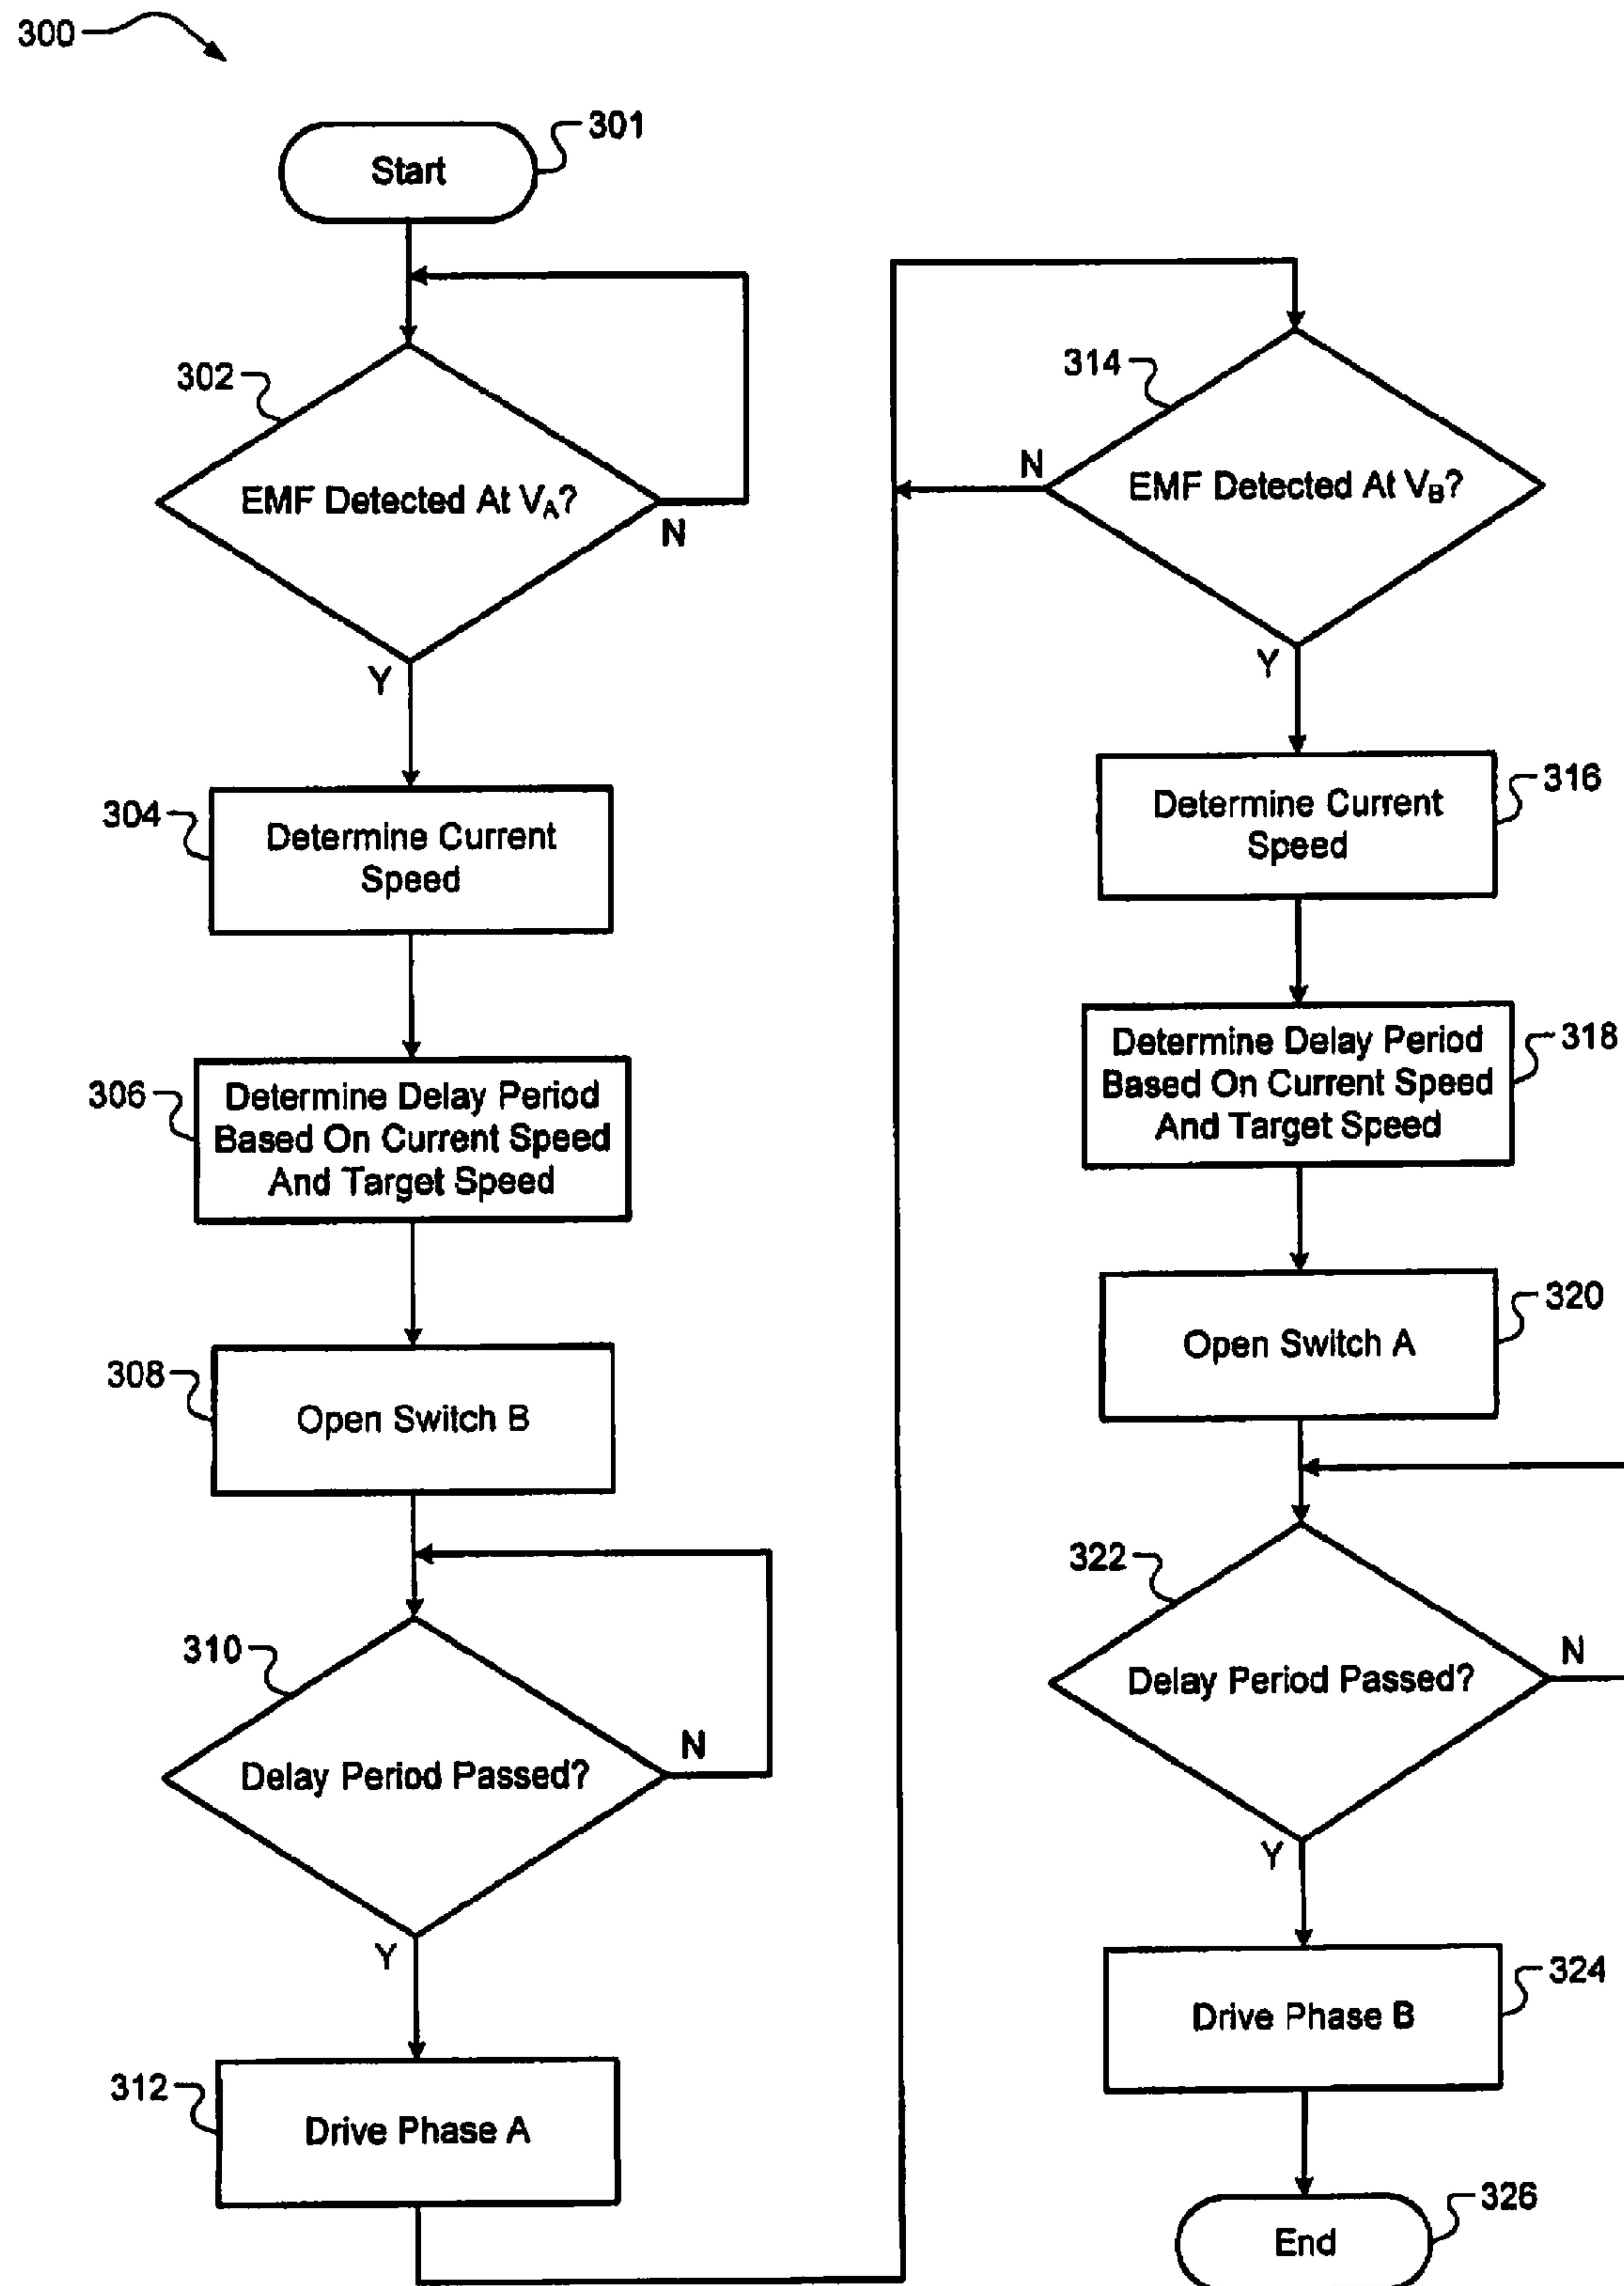 300
301
Start
302
EMF Detected At VA?
N
Y
304
Determine Current
Speed
306
Determine Delay Period
Based On Current Speed
And Target Speed
308
Open Switch B
310
Delay Period Passed?
N
Y
312
Drive Phase A
314
EMF Detected At VB?
N
Y
316
Determine Current
Speed
318
Determine Delay Period
Based On Current Speed
And Target Speed
320
Open Switch A
322
Delay Period Passed?
N
Y
324
Drive Phase B
326
End